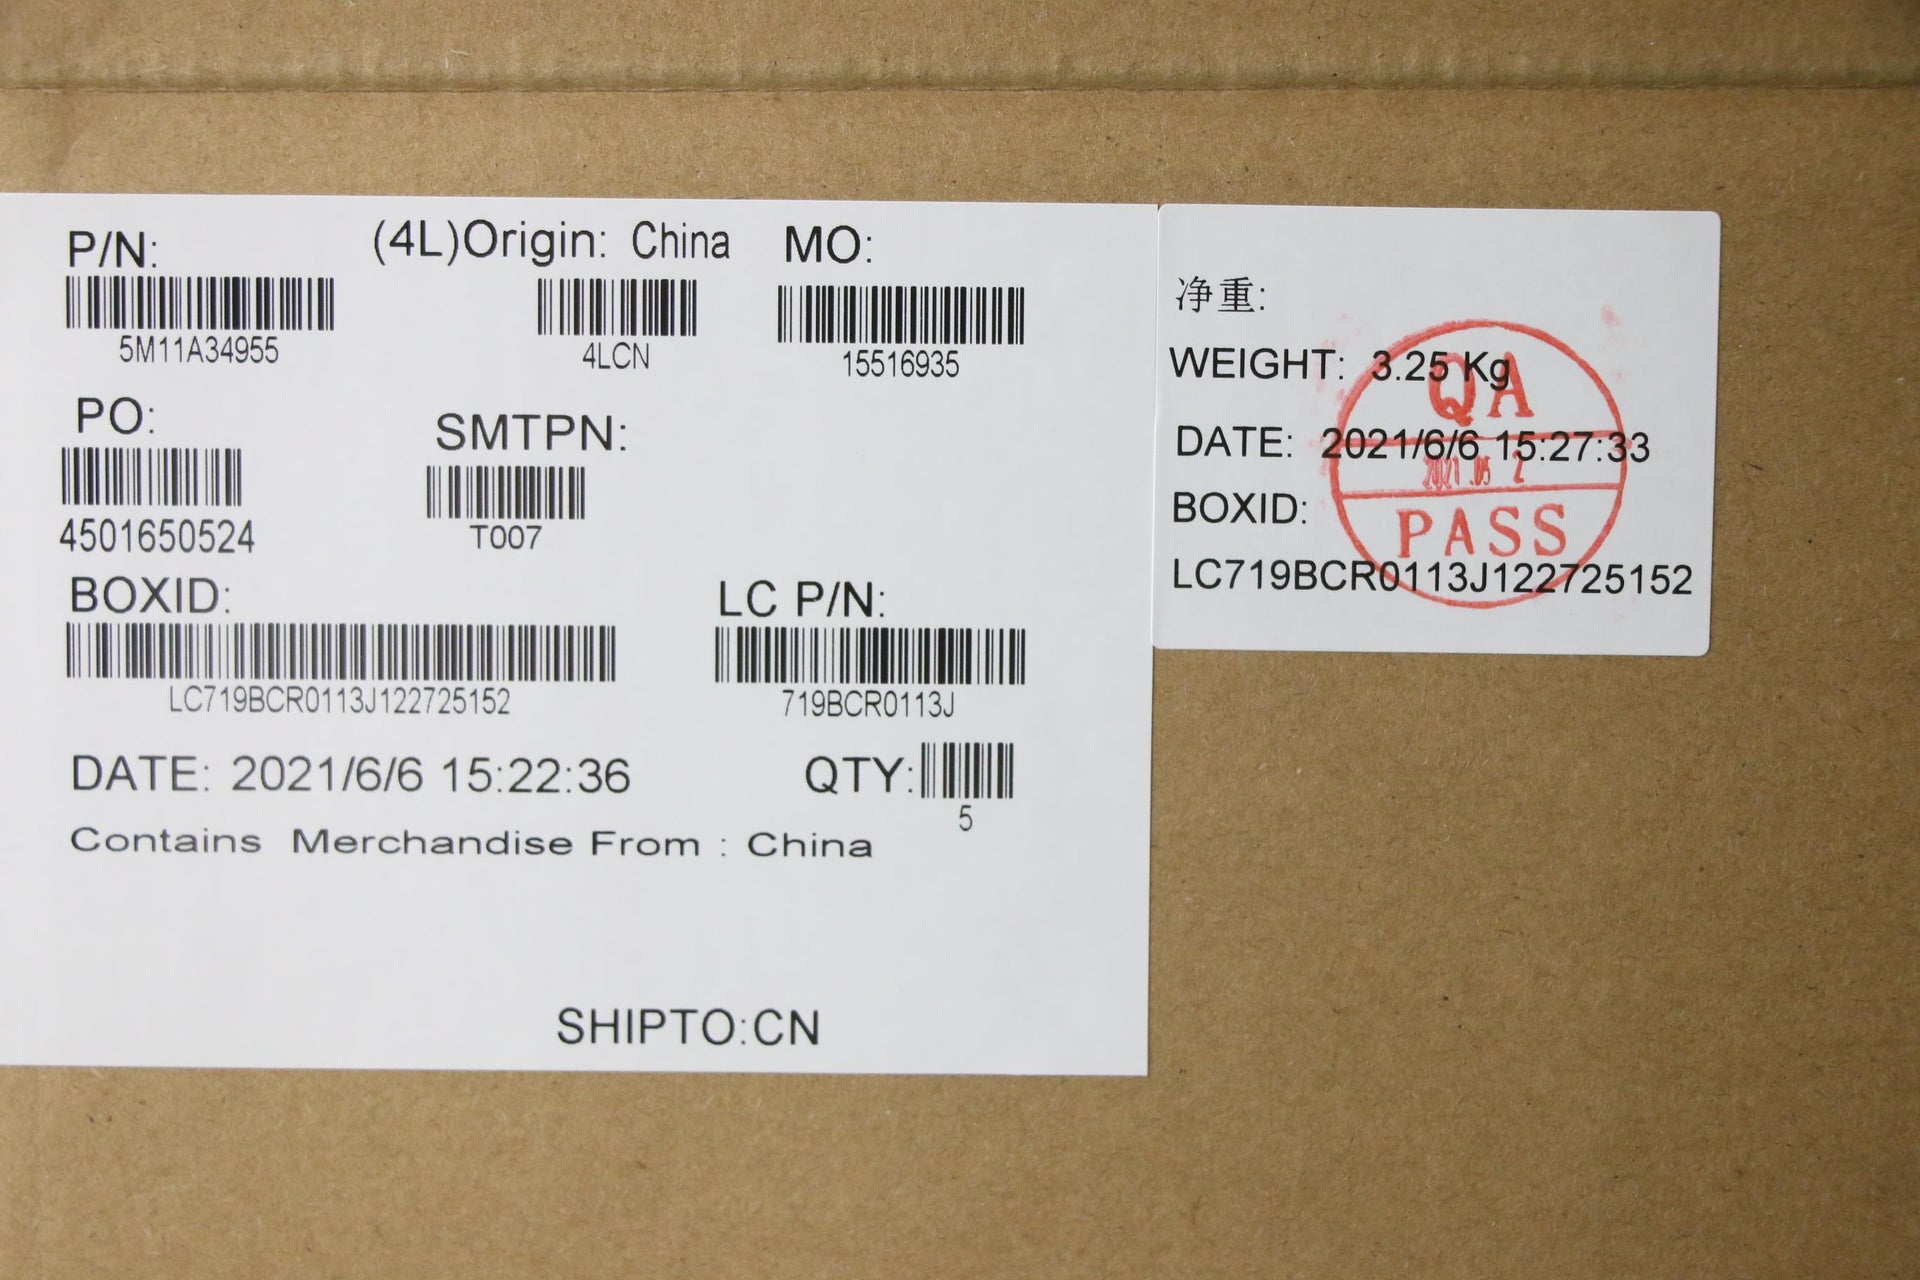 P/N: (4L)Origin: China MO:
5M11A34955 4LCN 15516935
PO: SMTPN:
4501650524 T007
BOXID: LC P/N:
LC719BCR0113J122725152 719BCR0113J
DATE: 2021/6/6 15:22:36 QTY:
5
Contains Merchandise From : China
SHIPTO:CN
净重:
WEIGHT: 3.25 Kg
DATE: 2021/6/6 15:27:33
BOXID:
LC719BCR0113J122725152
QA
PASS